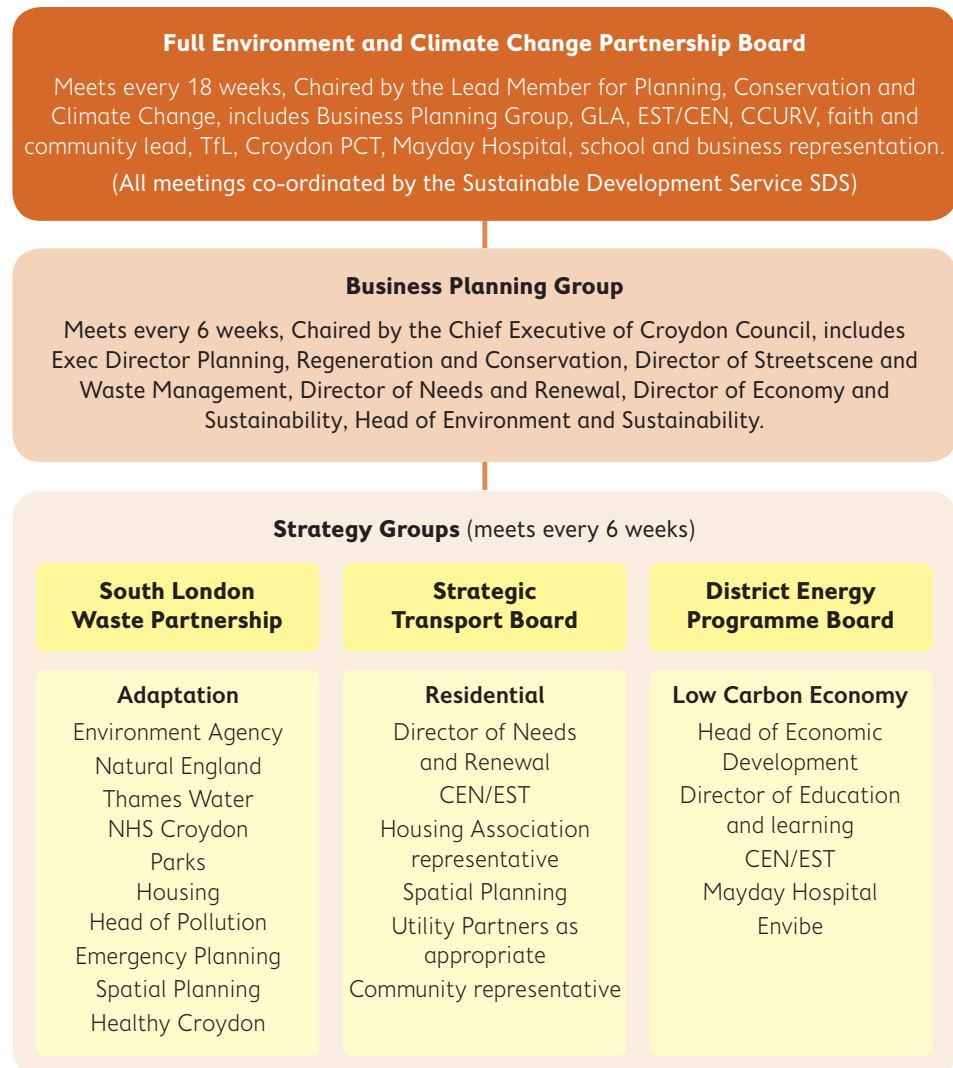 Full Environment and Climate Change Partnership Board
Meets every 18 weeks, Chaired by the Lead Member for Planning, Conservation and
Climate Change, includes Business Planning Group, GLA, EST/CEN, CCURV, faith and
community lead, TfL, Croydon PCT, Mayday Hospital, school and business representation.
(All meetings co-ordinated by the Sustainable Development Service SDS)
Business Planning Group
Meets every 6 weeks, Chaired by the Chief Executive of Croydon Council, includes
Exec Director Planning, Regeneration and Conservation, Director of Streetscene and
Waste Management, Director of Needs and Renewal, Director of Economy and
Sustainability, Head of Environment and Sustainability.
Strategy Groups (meets every 6 weeks)
South London
Waste Partnership
Strategic
Transport Board
District Energy
Programme Board
Adaptation
Environment Agency
Natural England
Thames Water
NHS Croydon
Parks
Housing
Head of Pollution
Emergency Planning
Spatial Planning
Healthy Croydon
Residential
Director of Needs
and Renewal
CEN/EST
Housing Association
representative
Spatial Planning
Utility Partners as
appropriate
Community representative
Low Carbon Economy
Head of Economic
Development
Director of Education
and learning
CEN/EST
Mayday Hospital
Envibe